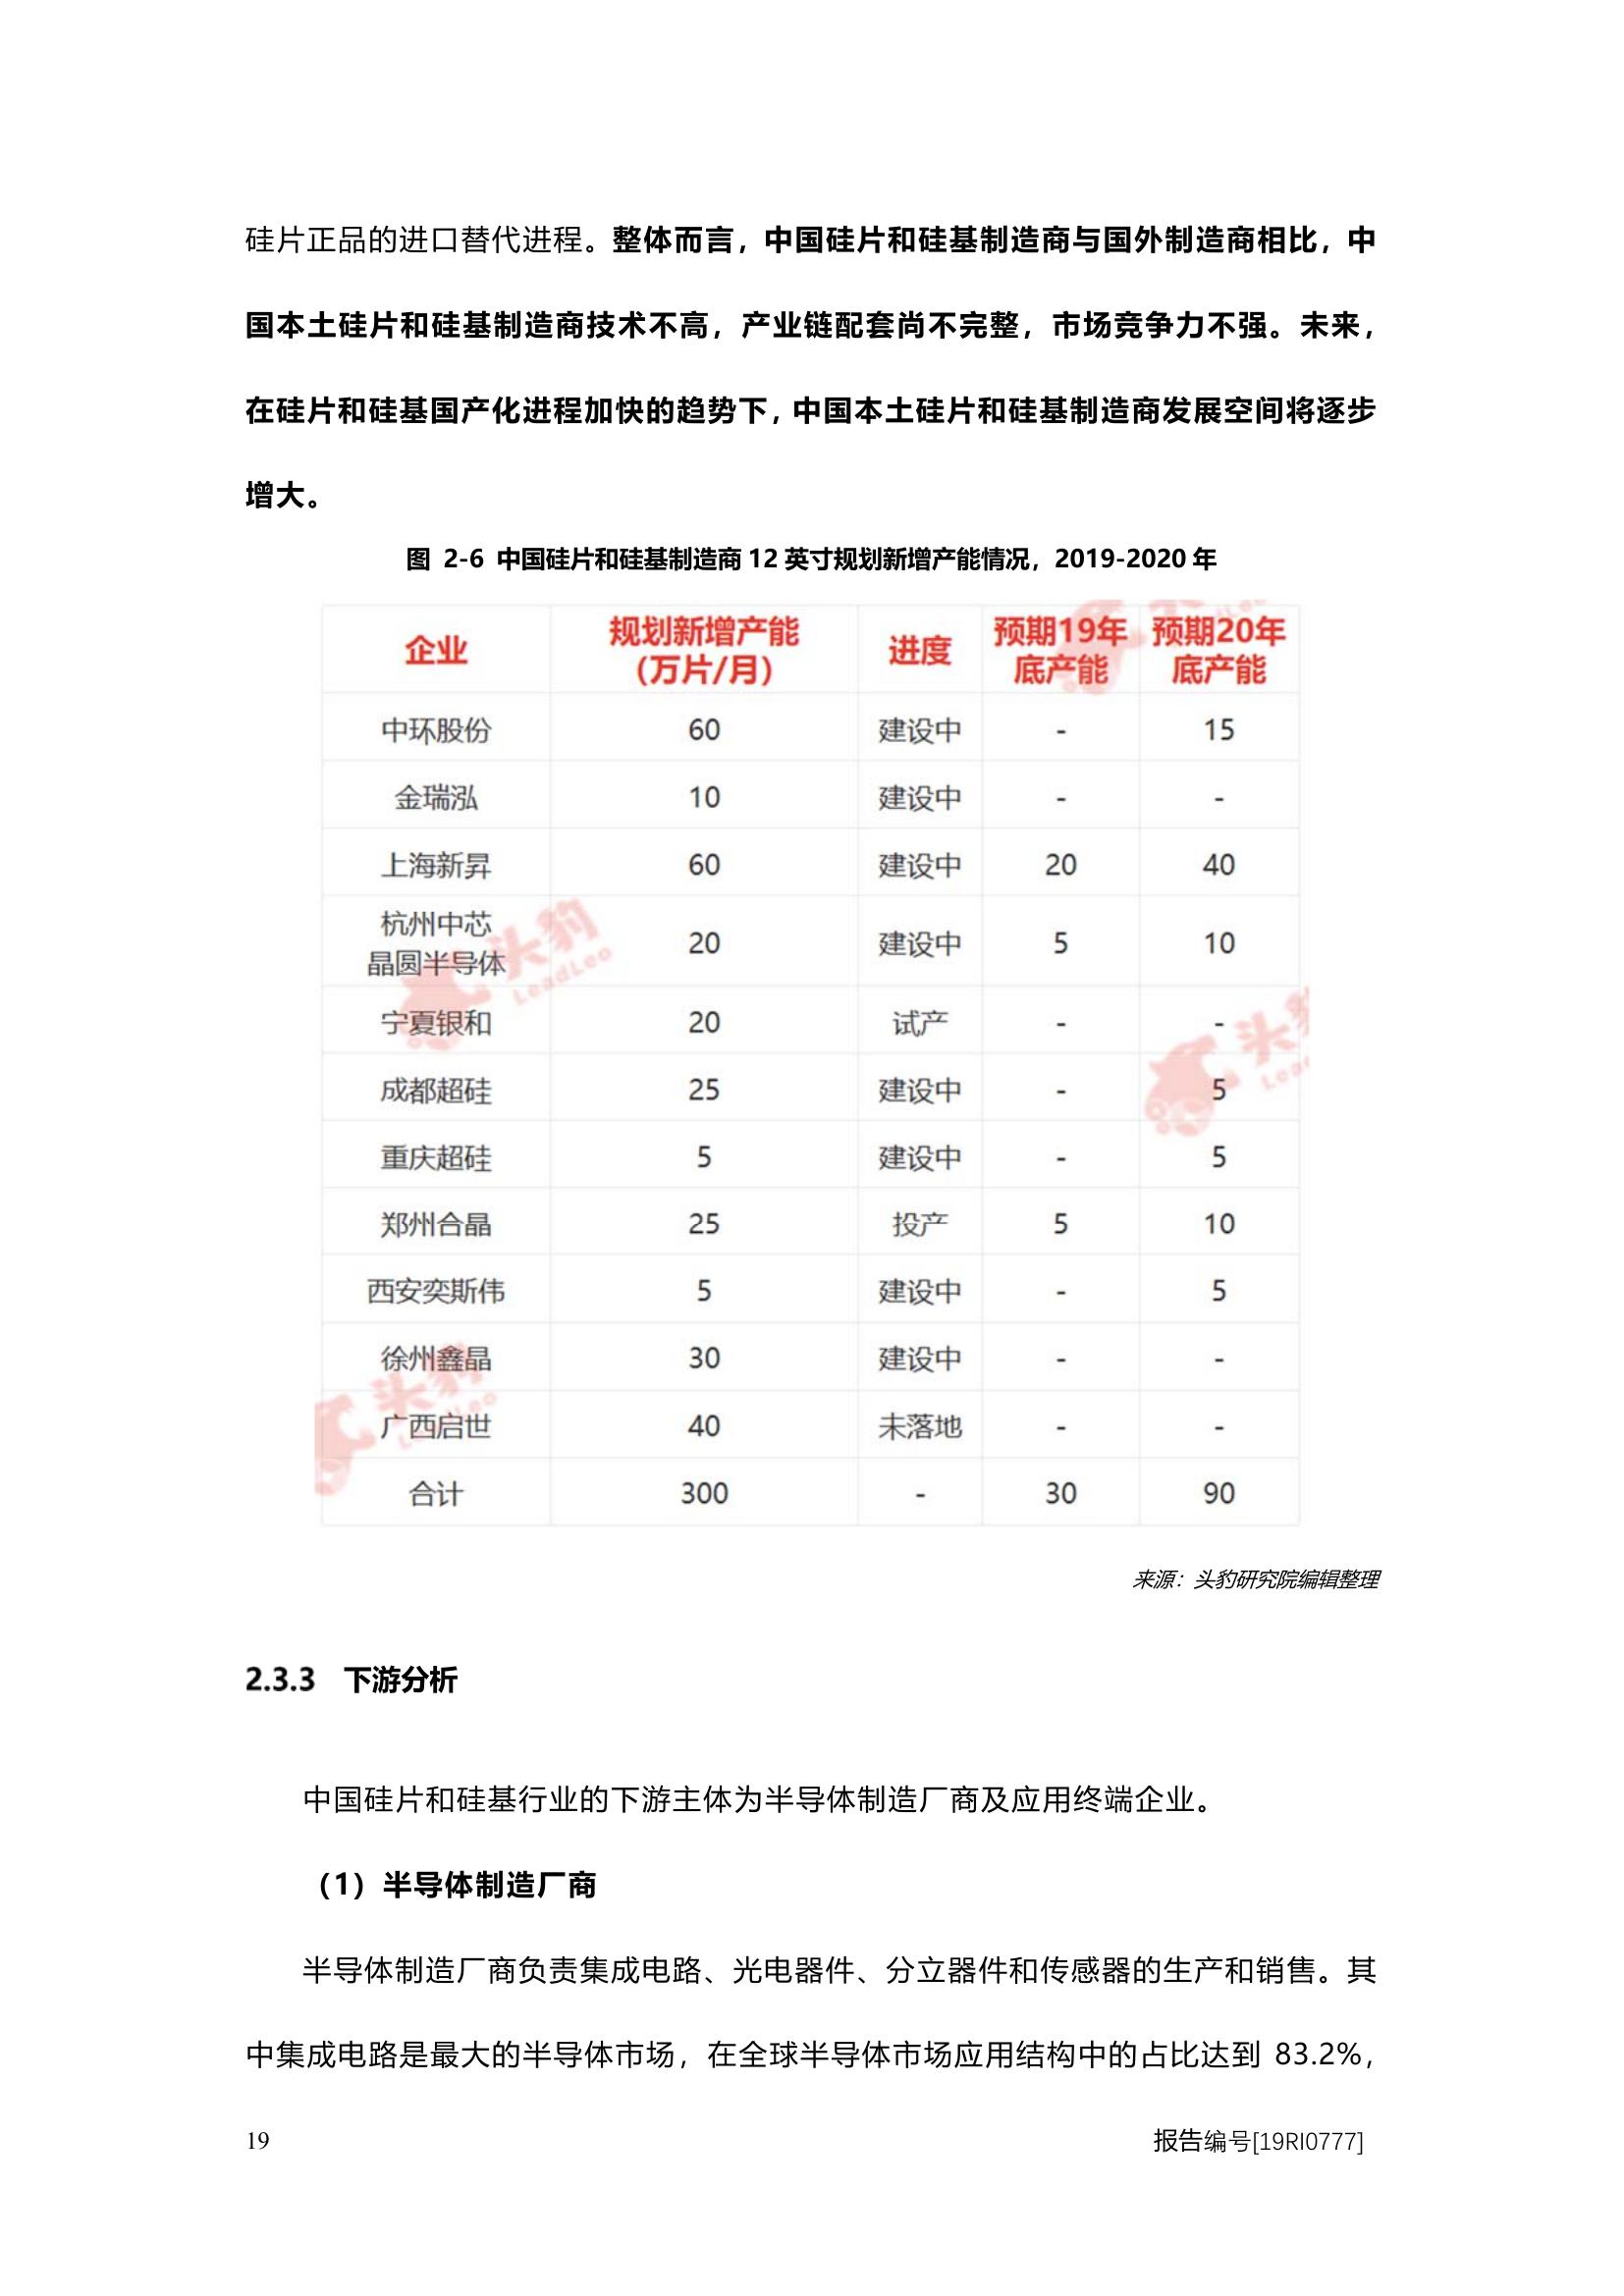 硅片正品的进口替代进程。整体而言，中国硅片和硅基制造商与国外制造商相比，中
国本土硅片和硅基制造商技术不高，产业链配套尚不完整，市场竞争力不强。未来，
在硅片和硅基国产化进程加快的趋势下，中国本土硅片和硅基制造商发展空间将逐步
增大。
图 2-6 中国硅片和硅基制造商 12 英寸规划新增产能情况，2019-2020 年
企业 规划新增产能（万片/月） 进度 预期19年底产能 预期20年底产能
中环股份 60 建设中 - 15
金瑞泓 10 建设中 - -
上海新昇 60 建设中 20 40
杭州中芯晶圆半导体 20 建设中 5 10
宁夏银和 20 试产 - -
成都超硅 25 建设中 - 5
重庆超硅 5 建设中 - 5
郑州合晶 25 投产 5 10
西安奕斯伟 5 建设中 - 5
徐州鑫晶 30 建设中 - -
广西启世 40 未落地 - -
合计 300 - 30 90
头豹
LeadLeo
来源：头豹研究院编辑整理
2.3.3 下游分析
中国硅片和硅基行业的下游主体为半导体制造厂商及应用终端企业。
（1）半导体制造厂商
半导体制造厂商负责集成电路、光电器件、分立器件和传感器的生产和销售。其
中集成电路是最大的半导体市场，在全球半导体市场应用结构中的占比达到 83.2%，
19 报告编号[19RI0777]